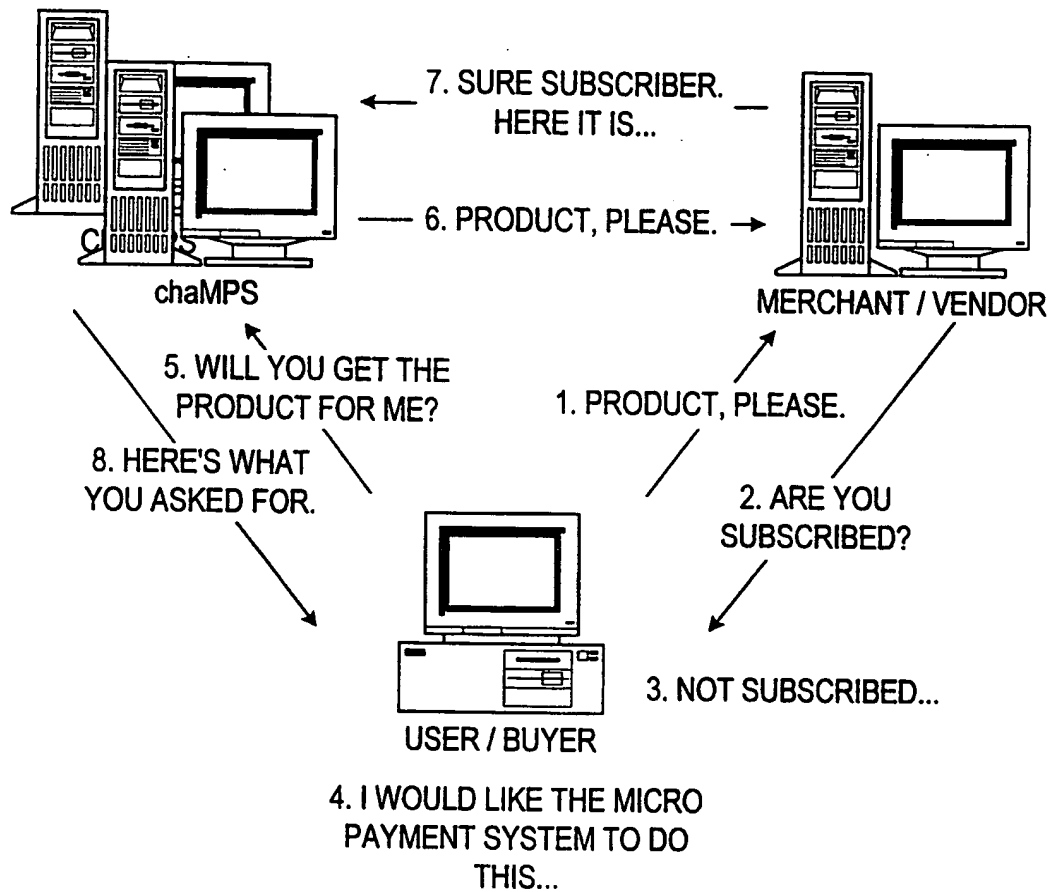 7. SURE SUBSCRIBER.
HERE IT IS...
6. PRODUCT, PLEASE.
chaMPS
MERCHANT / VENDOR
5. WILL YOU GET THE
PRODUCT FOR ME?
1. PRODUCT, PLEASE.
8. HERE'S WHAT
YOU ASKED FOR.
2. ARE YOU
SUBSCRIBED?
3. NOT SUBSCRIBED...
USER / BUYER
4. I WOULD LIKE THE MICRO
PAYMENT SYSTEM TO DO
THIS...